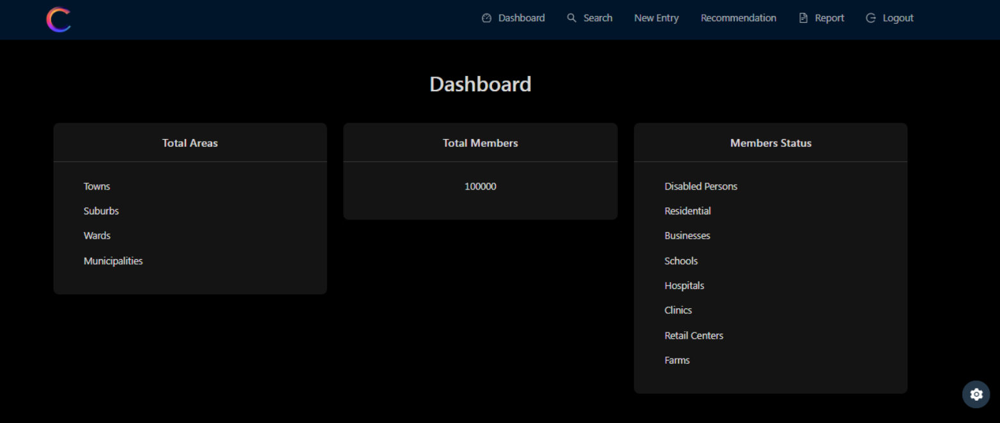 Dashboard Search New Entry Recommendation Report Logout
Dashboard
Total Areas
Towns
Suburbs
Wards
Municipalities
Total Members
100000
Members Status
Disabled Persons
Residential
Businesses
Schools
Hospitals
Clinics
Retail Centers
Farms